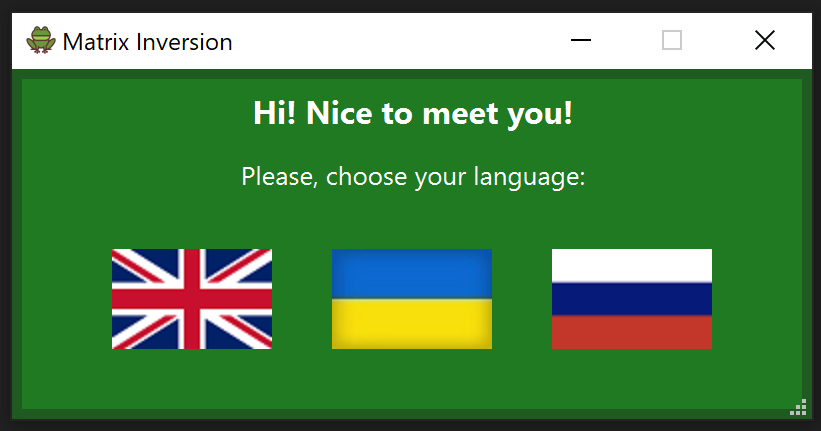 Matrix Inversion
Hi! Nice to meet you!
Please, choose your language: